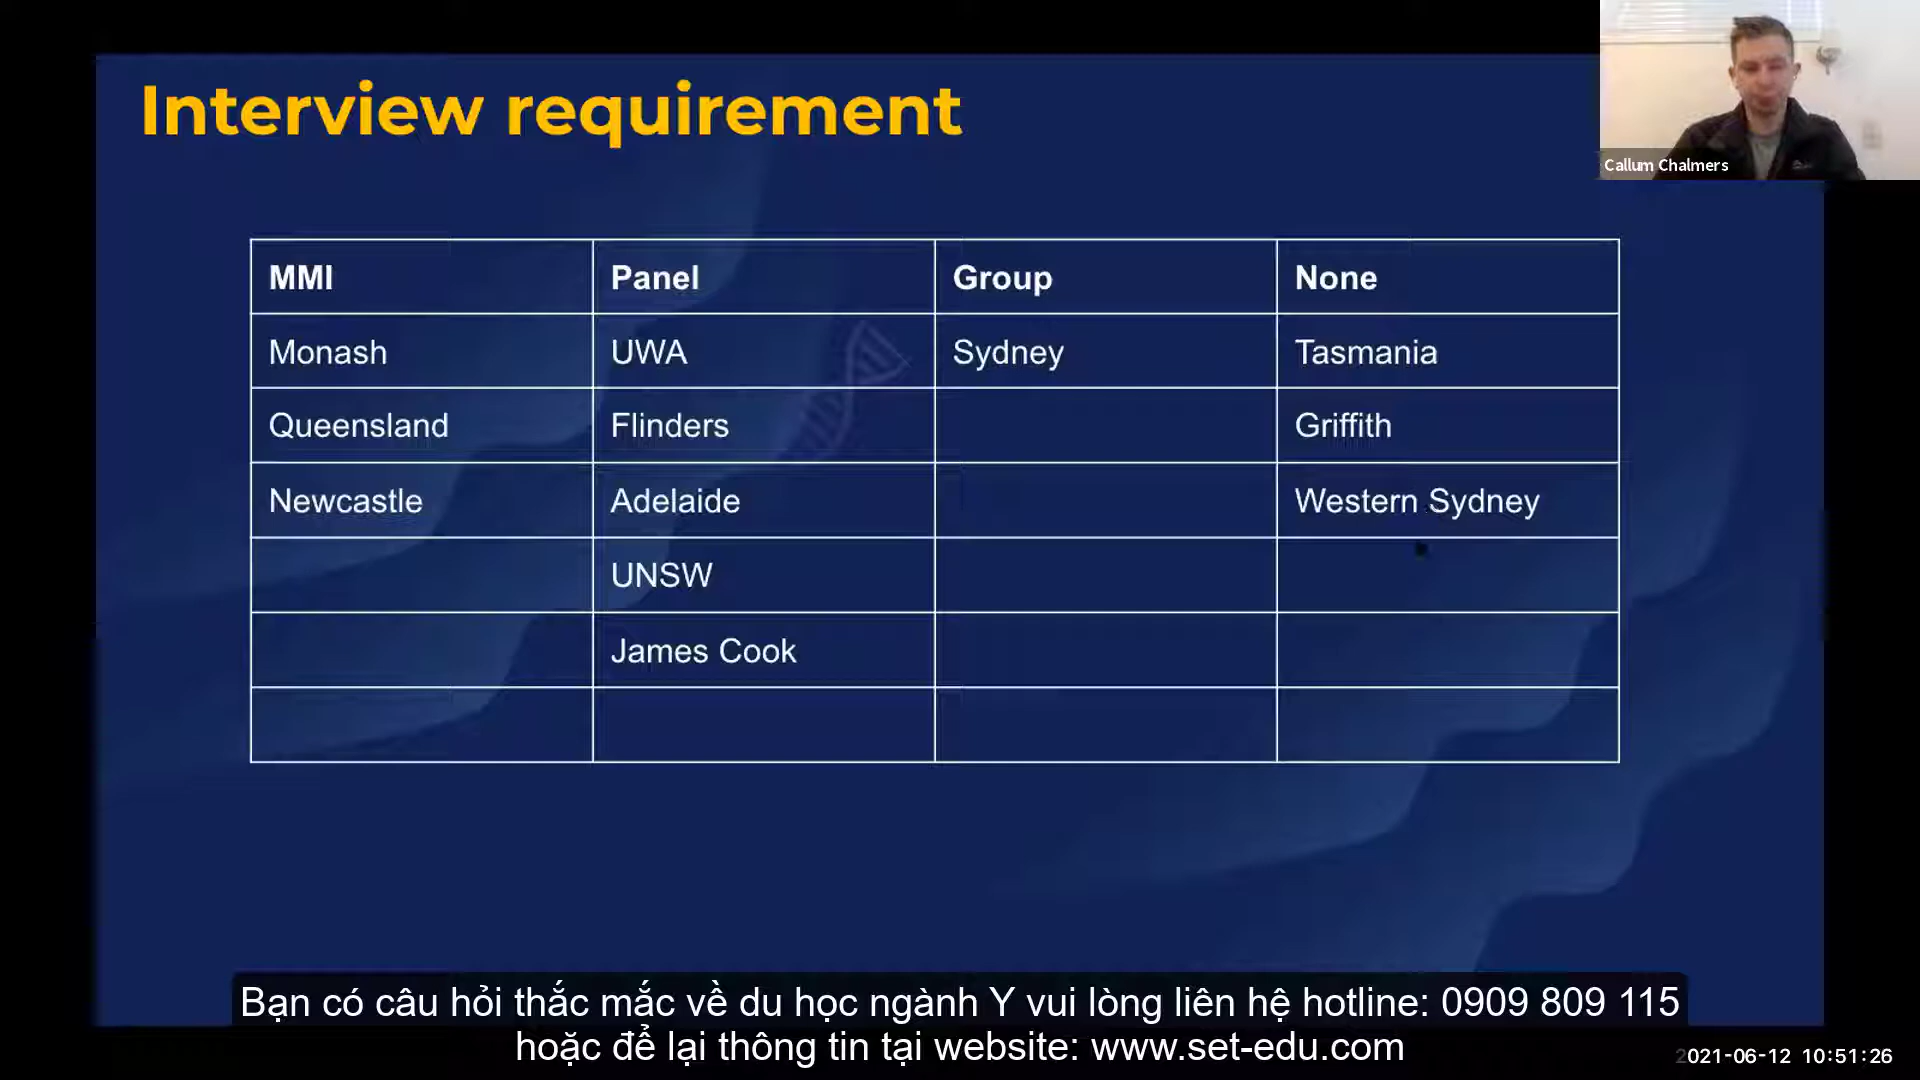 Interview requirement
Callum Chalmers
MMI Panel Group None
Monash UWA Sydney Tasmania
Queensland Flinders Griffith
Newcastle Adelaide Western Sydney
UNSW
James Cook
Bạn có câu hỏi thắc mắc về du học ngành Y vui lòng liên hệ hotline: 0909 809 115
hoặc để lại thông tin tại website: www.set-edu.com
2021-06-12 10:51:26